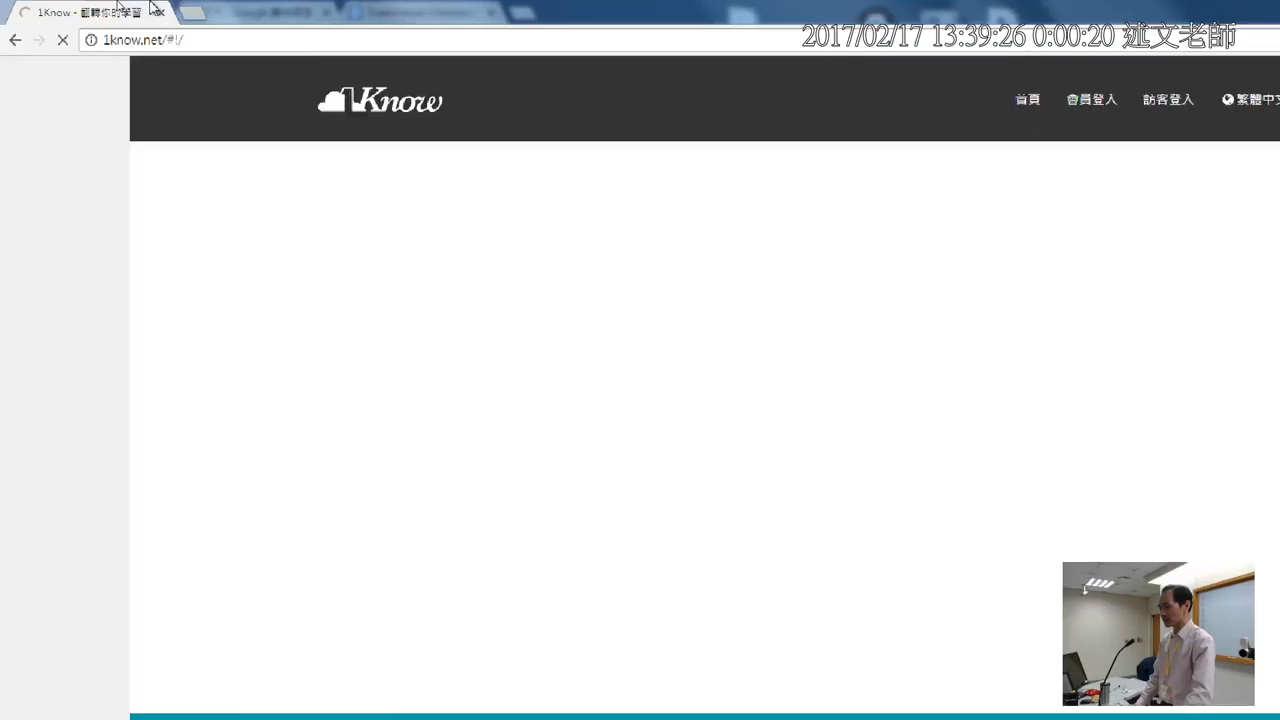 1Know - 翻轉你的學習
1know.net/#!/
2017/02/17 13:39:26 0:00:20 述文老師
1Know
首頁 會員登入 訪客登入 繁體中文